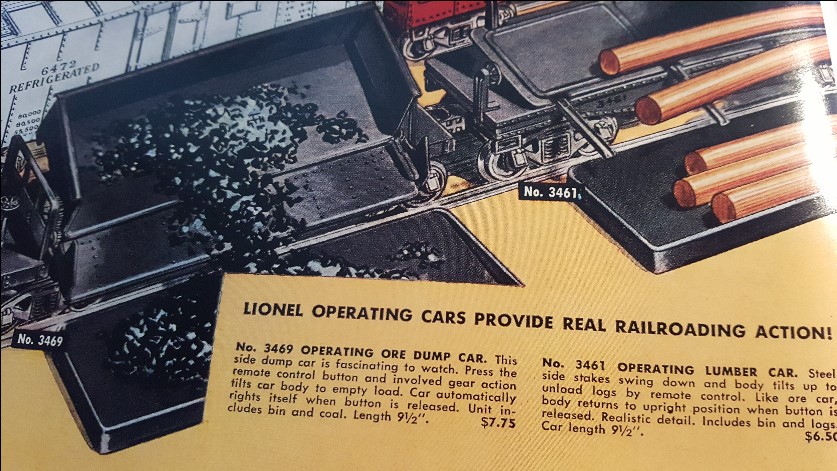 6472
REFRIGERATED
80,000
No. 3461
No. 3469
LIONEL OPERATING CARS PROVIDE REAL RAILROADING ACTION!
No. 3469 OPERATING ORE DUMP CAR. This
side dump car is fascinating to watch. Press the
remote control button and involved gear action
tilts car body to empty load. Car automatically
rights itself when button is released. Unit in-
cludes bin and coal. Length 9½". $7.75
No. 3461 OPERATING LUMBER CAR. Steel
side stakes swing down and body tilts up to
unload logs by remote control. Like ore car,
body returns to upright position when button is
released. Realistic detail. Includes bin and logs.
Car length 9½". $6.50